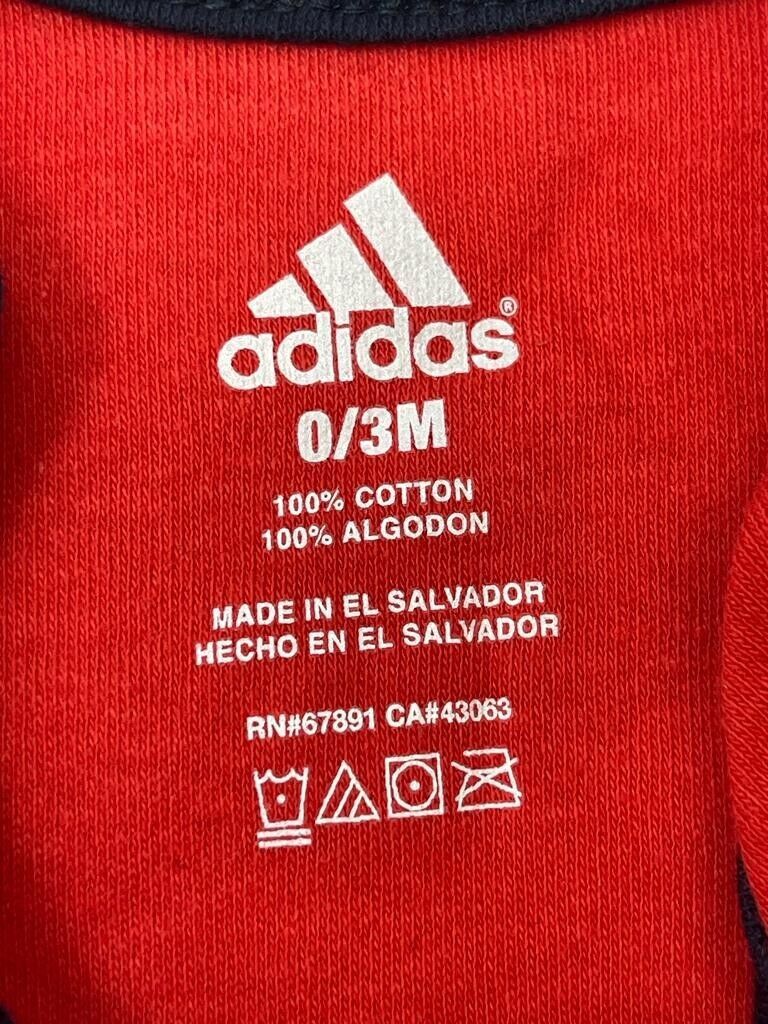 adidas®
0/3M
100% COTTON
100% ALGODON
MADE IN EL SALVADOR
HECHO EN EL SALVADOR
RN#67891 CA#43063